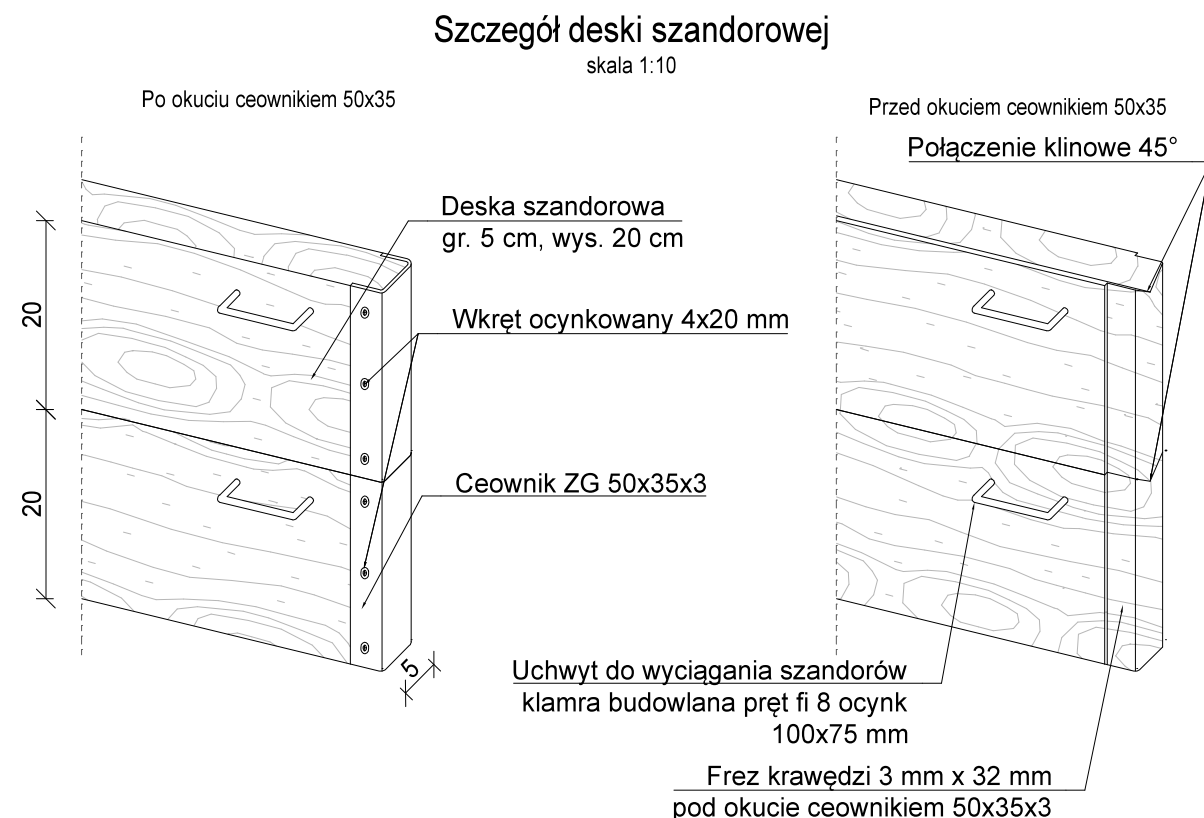 Szczegół deski szandorowej
skala 1:10
Po okuciu ceownikiem 50x35
Przed okuciem ceownikiem 50x35
Połączenie klinowe 45°
Deska szandorowa
gr. 5 cm, wys. 20 cm
20
Wkręt ocynkowany 4x20 mm
Ceownik ZG 50x35x3
20
5
Uchwyt do wyciągania szandorów
klamra budowlana pręt fi 8 ocynk
100x75 mm
Frez krawędzi 3 mm x 32 mm
pod okucie ceownikiem 50x35x3